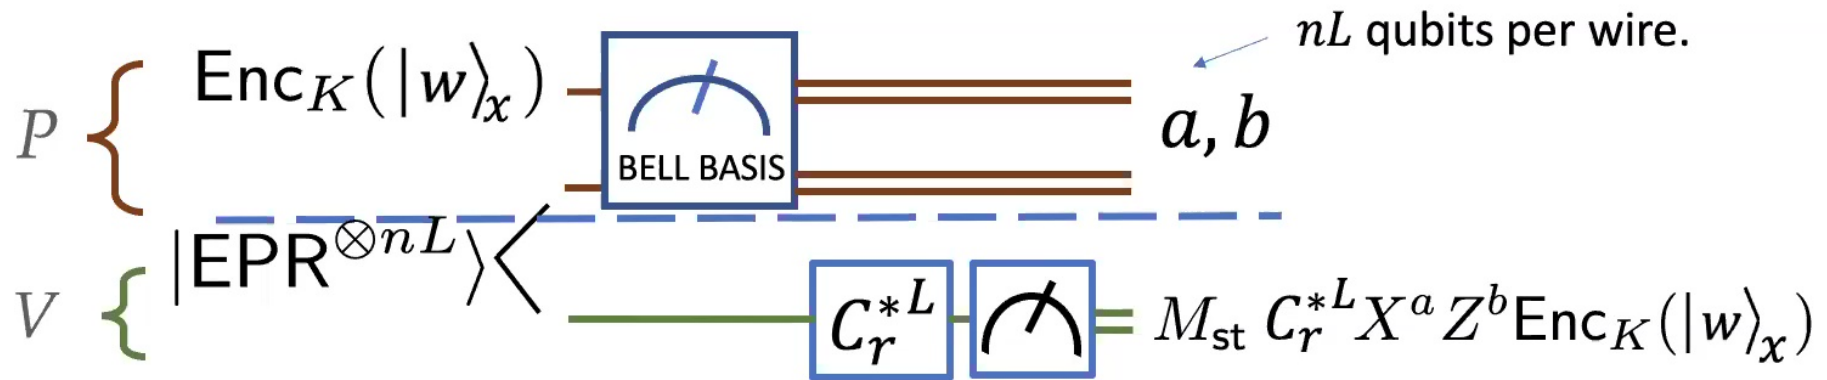 nL qubits per wire.
P { Enc_K(|w⟩_x) BELL BASIS a, b
|EPR^{⊗nL}⟩
V { C_r^{*L} M_st C_r^{*L} X^a Z^b Enc_K(|w⟩_x)